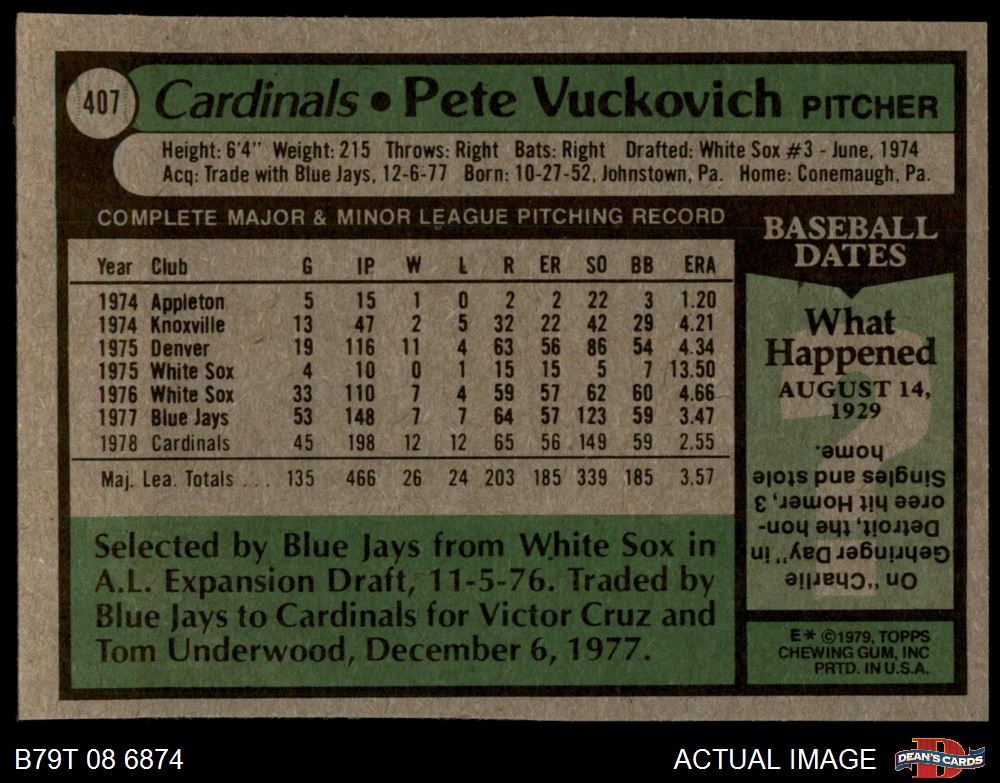 407 Cardinals • Pete Vuckovich PITCHER
Height: 6'4" Weight: 215 Throws: Right Bats: Right Drafted: White Sox #3 - June, 1974
Acq: Trade with Blue Jays, 12-6-77 Born: 10-27-52, Johnstown, Pa. Home: Conemaugh, Pa.
COMPLETE MAJOR & MINOR LEAGUE PITCHING RECORD
Year Club G IP W L R ER SO BB ERA
1974 Appleton 5 15 1 0 2 2 22 3 1.20
1974 Knoxville 13 47 2 5 32 22 42 29 4.21
1975 Denver 19 116 11 4 63 56 86 54 4.34
1975 White Sox 4 10 0 1 15 15 5 7 13.50
1976 White Sox 33 110 7 4 59 57 62 60 4.66
1977 Blue Jays 53 148 7 7 64 57 123 59 3.47
1978 Cardinals 45 198 12 12 65 56 149 59 2.55
Maj. Lea. Totals ... 135 466 26 24 203 185 339 185 3.57
Selected by Blue Jays from White Sox in
A.L. Expansion Draft, 11-5-76. Traded by
Blue Jays to Cardinals for Victor Cruz and
Tom Underwood, December 6, 1977.
BASEBALL
DATES
What
Happened
AUGUST 14,
1929
On "Charlie
Gehringer Day" in
Detroit, the hon-
oree hit Homer, 3
Singles and stole
home.
E* ©1979, TOPPS
CHEWING GUM, INC
PRTD. IN U.S.A.
B79T 08 6874
ACTUAL IMAGE
D
DEAN'S CARDS